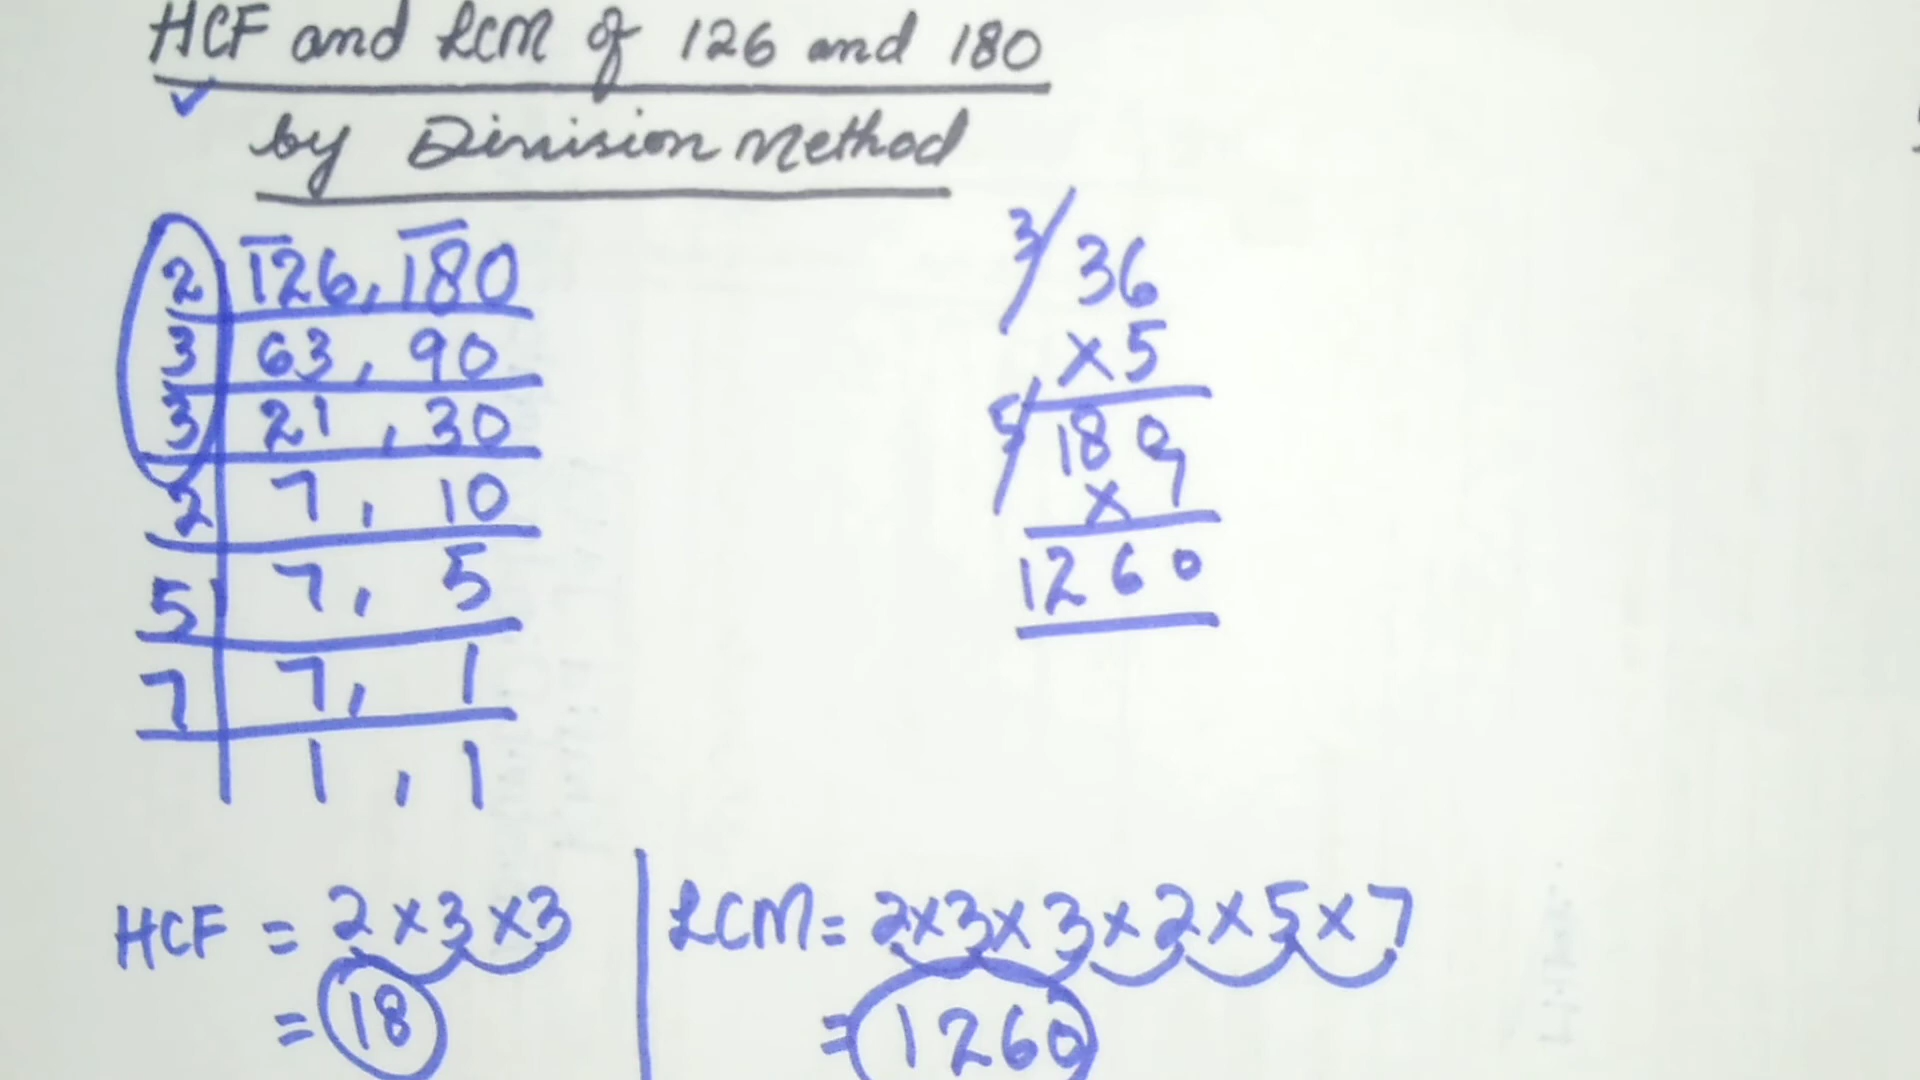 HCF and LCM of 126 and 180
by Division Method
2 126, 180
3 63, 90
3 21, 30
2 7, 10
5 7, 5
7 7, 1
1, 1
3 36
×5
5 180
×7
1260
HCF = 2×3×3
= 18
LCM = 2×3×3×2×5×7
= 1260